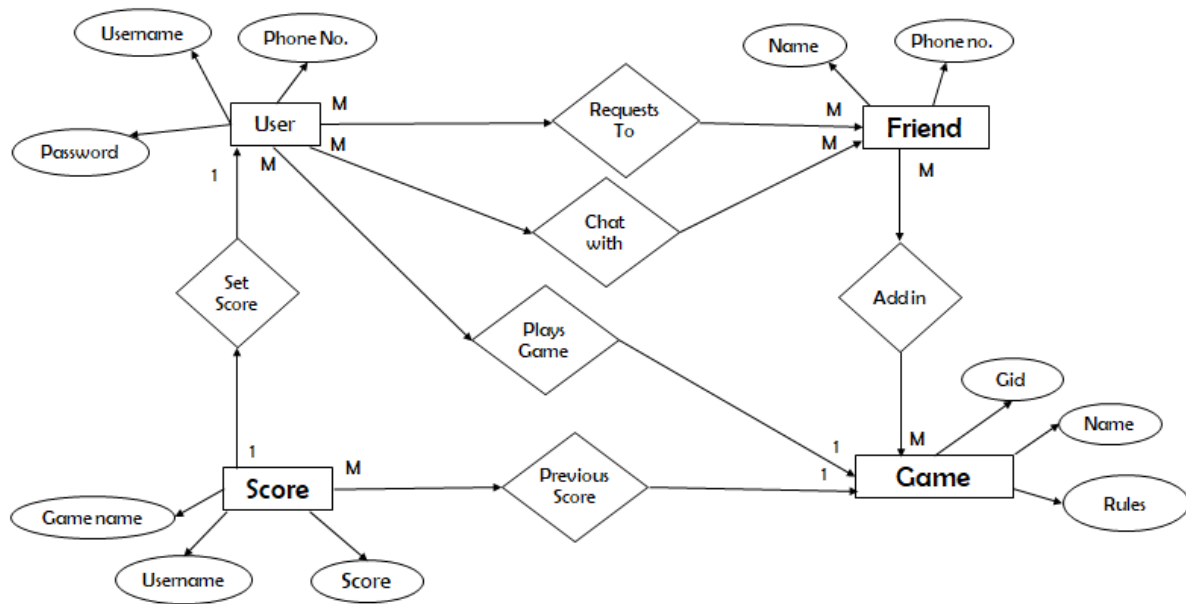 Username
Phone No.
Name
Phone no.
User
M
Requests
To
M
Friend
Password
M
M
M
M
1
Chat
with
Set
Score
Add in
Plays
Game
Gid
Name
1
M
1
M
Previous
Score
1
Score
Game
Game name
Rules
Username
Score